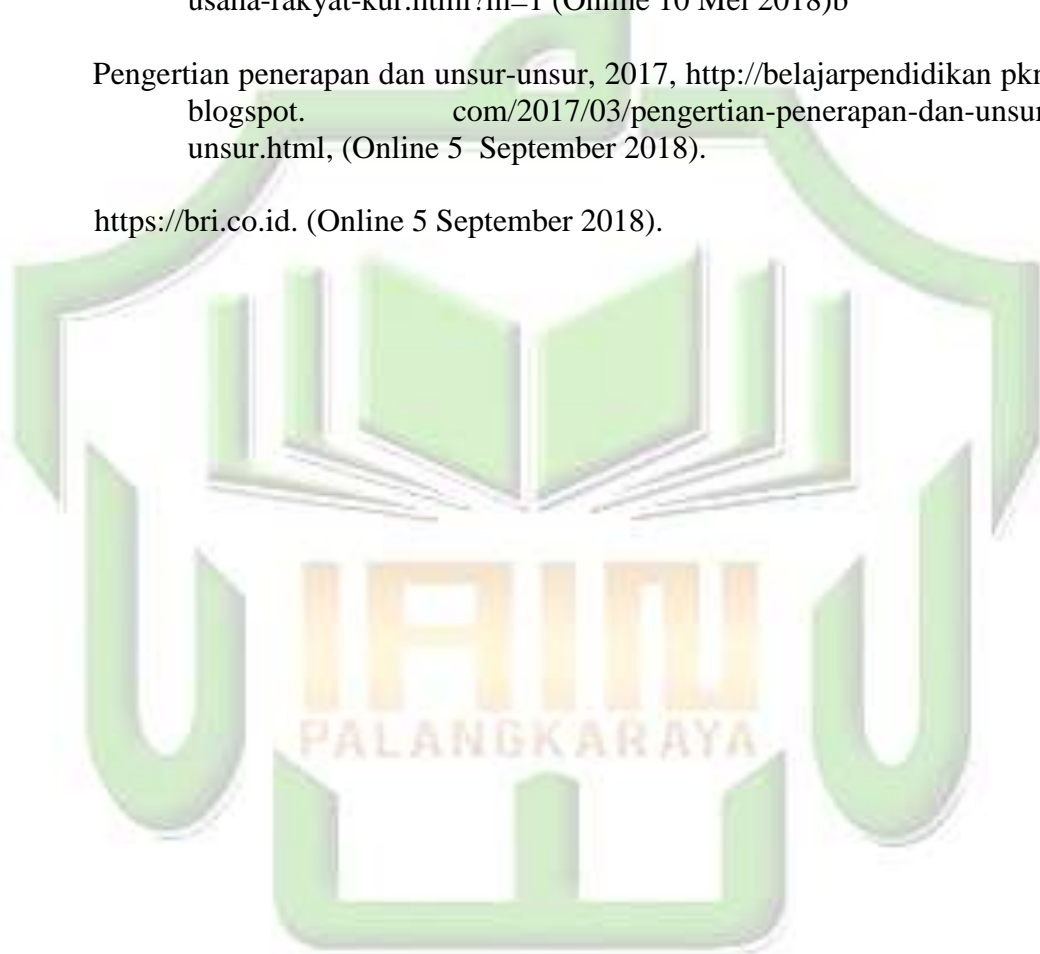 usaha-rakyat-kur.html?m=1 (Online 10 Mei 2018)b
Pengertian penerapan dan unsur-unsur, 2017, http://belajarpendidikan pkn
blogspot. com/2017/03/pengertian-penerapan-dan-unsur
unsur.html, (Online 5 September 2018).
https://bri.co.id. (Online 5 September 2018).
IAIN
PALANGKARAYA